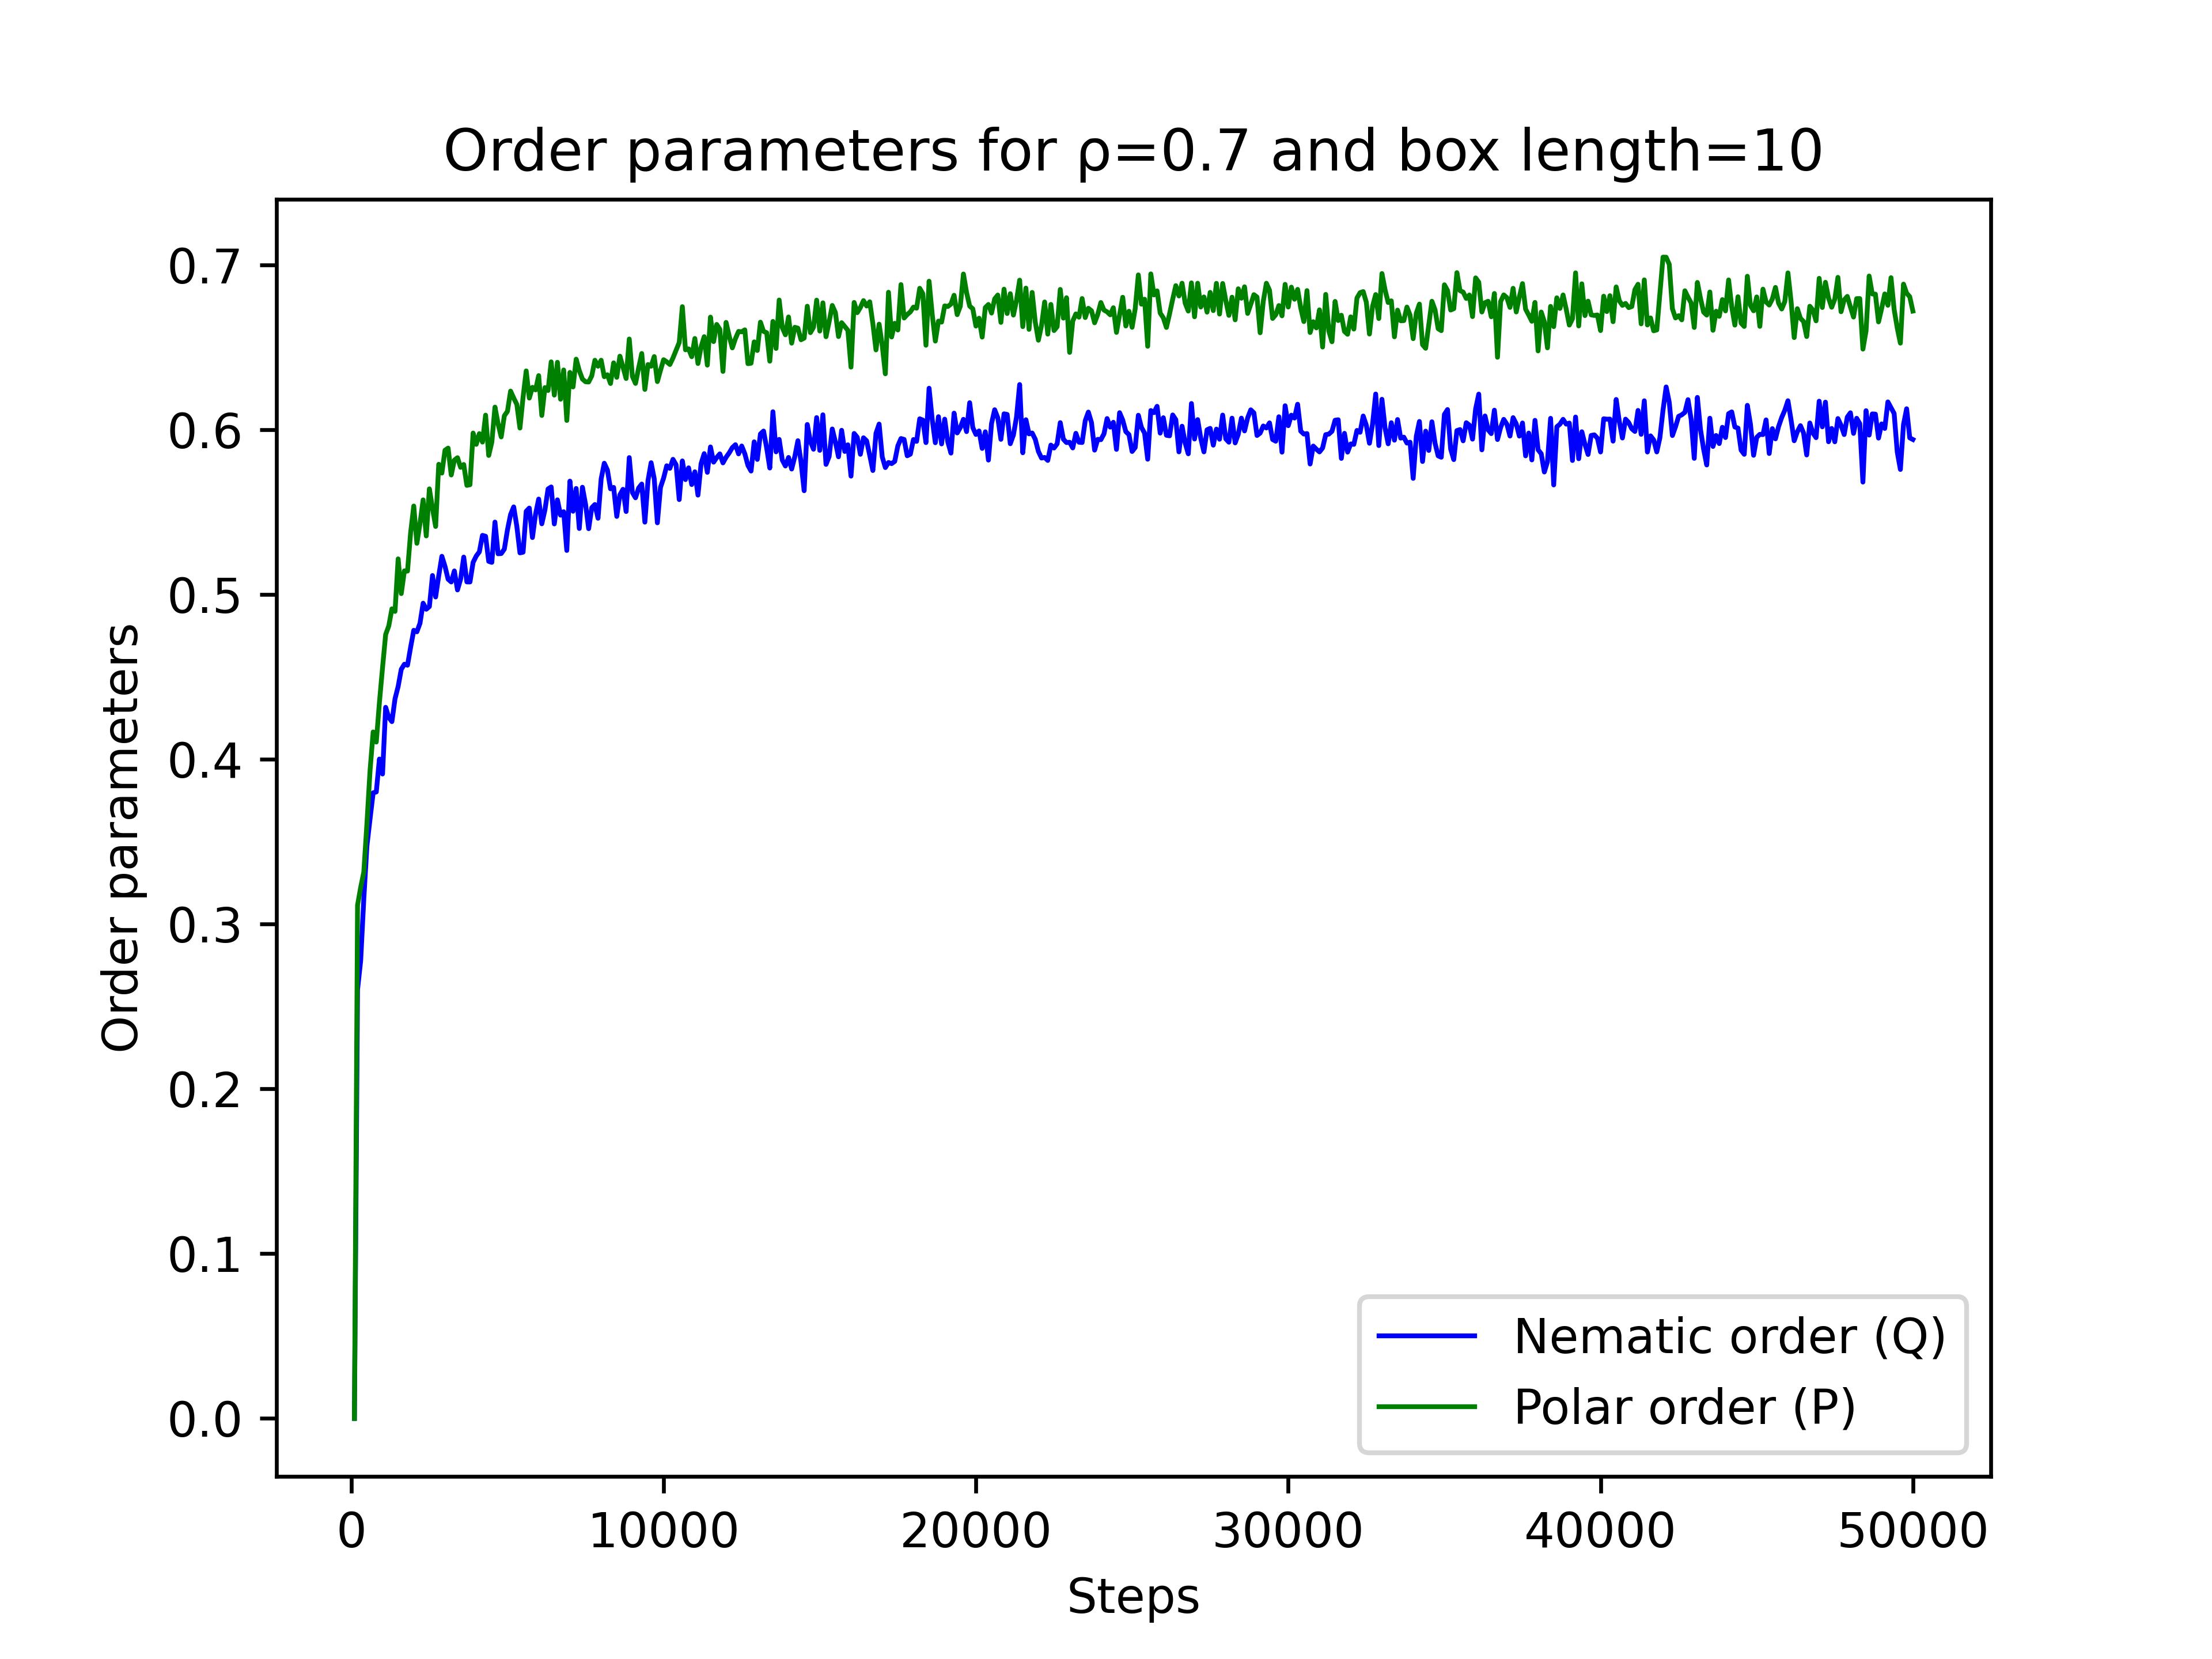 Order parameters for ρ=0.7 and box length=10
Order parameters
0.7
0.6
0.5
0.4
0.3
0.2
0.1
0.0
Nematic order (Q)
Polar order (P)
0 10000 20000 30000 40000 50000
Steps